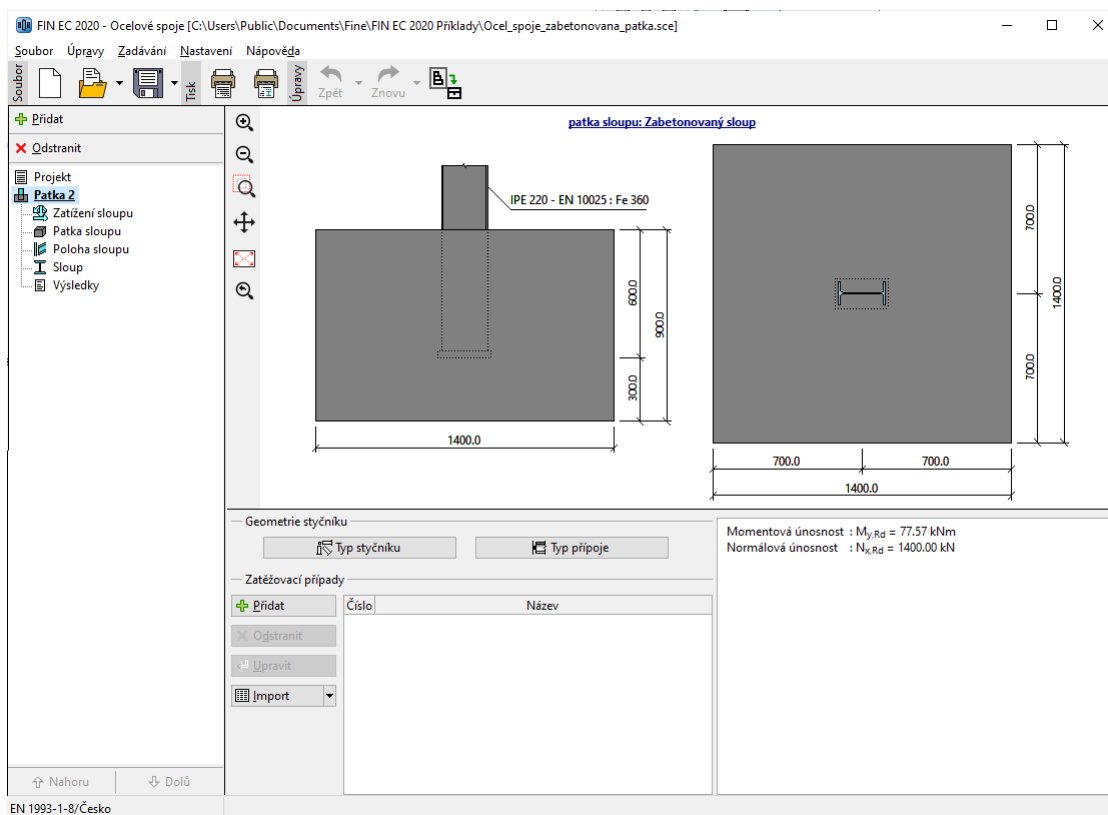 FIN EC 2020 - Ocelové spoje [C:\Users\Public\Documents\Fine\FIN EC 2020 Příklady\Ocel_spoje_zabetonovana_patka.sce]
Soubor Úpravy Zadávání Nastavení Nápověda
Soubor
Tisk
Úpravy
Zpět
Znovu
Přidat
Odstranit
Projekt
Patka 2
Zatížení sloupu
Patka sloupu
Poloha sloupu
Sloup
Výsledky
patka sloupu: Zabetonovaný sloup
IPE 220 - EN 10025 : Fe 360
600.0
900.0
300.0
1400.0
700.0
1400.0
700.0
700.0 700.0
1400.0
Geometrie styčníku
Typ styčníku Typ přípoje
Zatěžovací případy
Přidat
Odstranit
Upravit
Import
Číslo Název
Momentová únosnost : My,Rd = 77.57 kNm
Normálová únosnost : Nx,Rd = 1400.00 kN
Nahoru Dolů
EN 1993-1-8/Česko